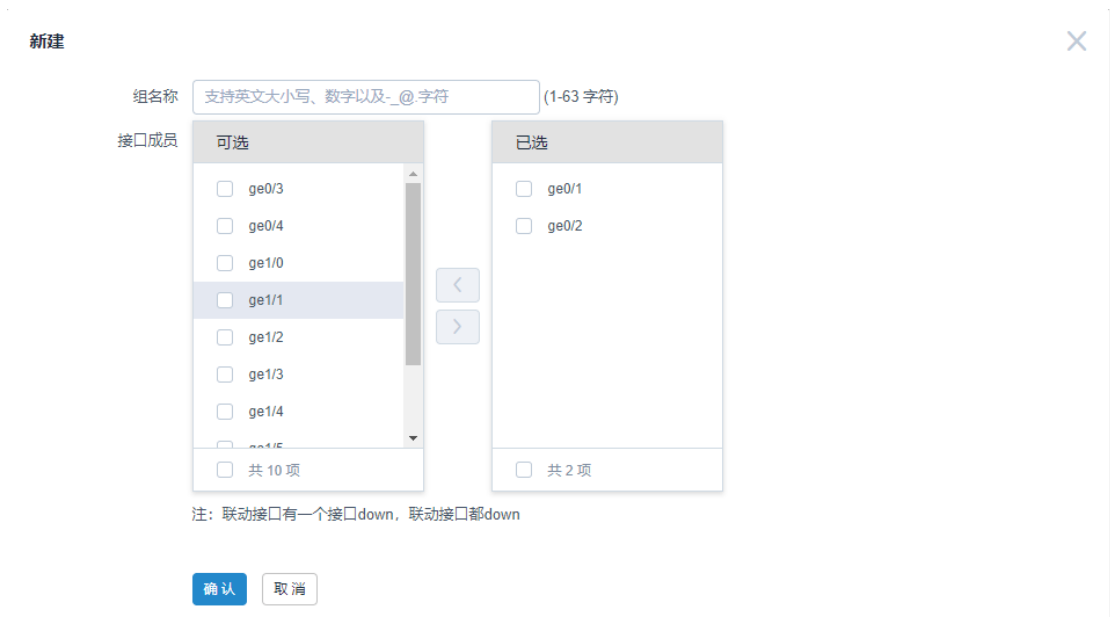 新建
组名称 支持英文大小写、数字以及-_@.字符 (1-63 字符)
接口成员 可选 已选
ge0/3 ge0/1
ge0/4 ge0/2
ge1/0
ge1/1
ge1/2
ge1/3
ge1/4
ge1/5
共 10 项 共 2 项
注：联动接口有一个接口down，联动接口都down
确认 取消